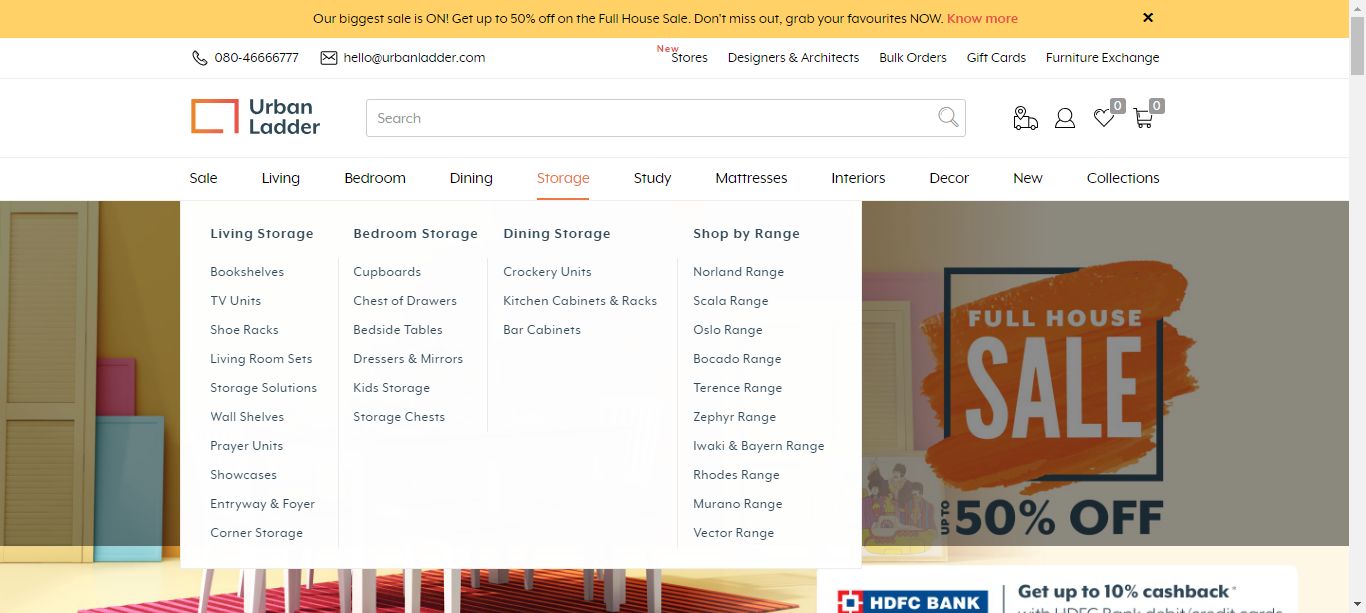 Our biggest sale is ON! Get up to 50% off on the Full House Sale. Don't miss out, grab your favourites NOW. Know more
080-46666777 hello@urbanladder.com New Stores Designers & Architects Bulk Orders Gift Cards Furniture Exchange
Urban
Ladder
Search
0
0
Sale Living Bedroom Dining Storage Study Mattresses Interiors Decor New Collections
Living Storage
Bookshelves
TV Units
Shoe Racks
Living Room Sets
Storage Solutions
Wall Shelves
Prayer Units
Showcases
Entryway & Foyer
Corner Storage
Bedroom Storage
Cupboards
Chest of Drawers
Bedside Tables
Dressers & Mirrors
Kids Storage
Storage Chests
Dining Storage
Crockery Units
Kitchen Cabinets & Racks
Bar Cabinets
Shop by Range
Norland Range
Scala Range
Oslo Range
Bocado Range
Terence Range
Zephyr Range
Iwaki & Bayern Range
Rhodes Range
Murano Range
Vector Range
FULL HOUSE
SALE
UPTO 50% OFF
HDFC BANK
Get up to 10% cashback*
with HDFC Bank debit/credit cards